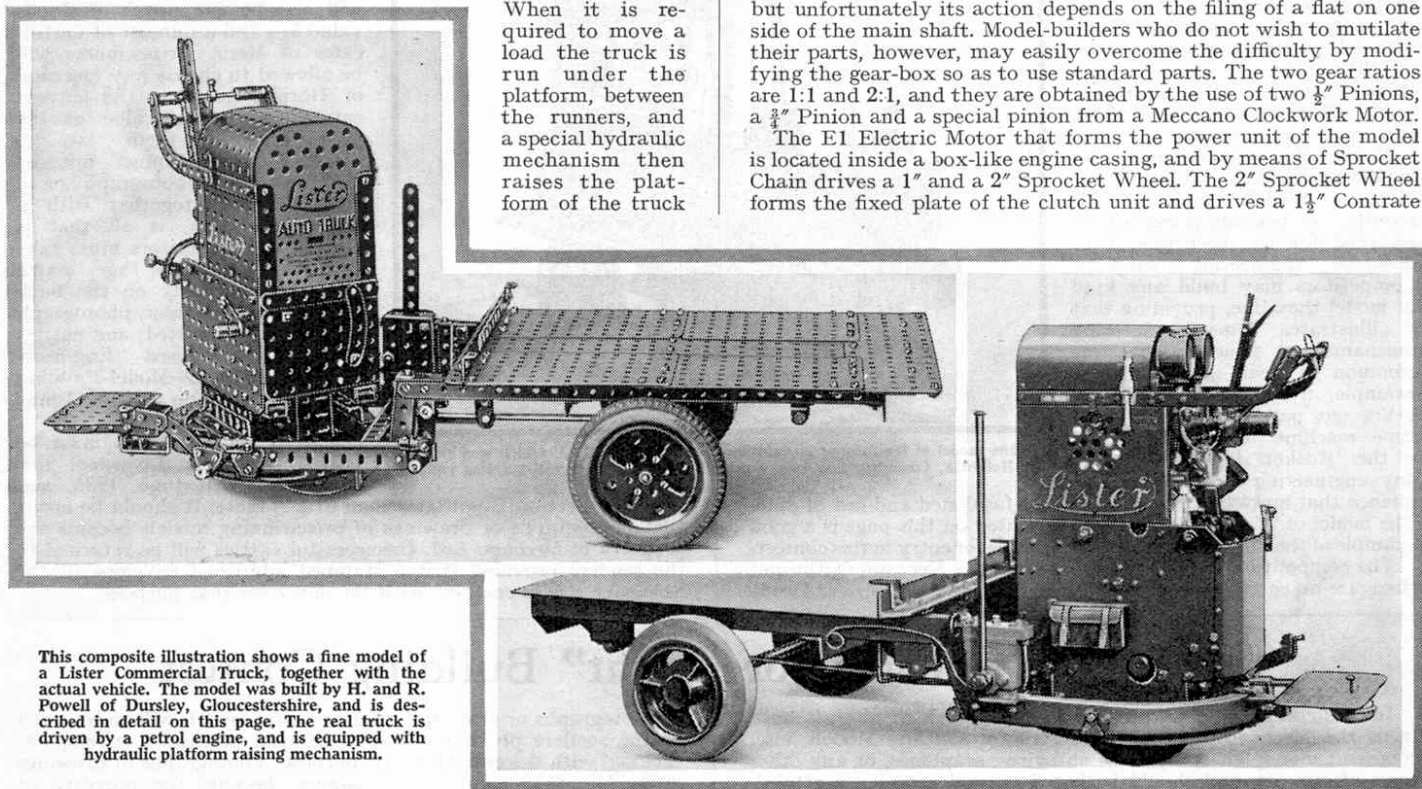 When it is re-
quired to move a
load the truck is
run under the
platform, between
the runners, and
a special hydraulic
mechanism then
raises the plat-
form of the truck
but unfortunately its action depends on the filing of a flat on one
side of the main shaft. Model-builders who do not wish to mutilate
their parts, however, may easily overcome the difficulty by modi-
fying the gear-box so as to use standard parts. The two gear ratios
are 1:1 and 2:1, and they are obtained by the use of two ½″ Pinions,
a ¾″ Pinion and a special pinion from a Meccano Clockwork Motor.
The E1 Electric Motor that forms the power unit of the model
is located inside a box-like engine casing, and by means of Sprocket
Chain drives a 1″ and a 2″ Sprocket Wheel. The 2″ Sprocket Wheel
forms the fixed plate of the clutch unit and drives a 1½″ Contrate
Lister
AUTO TRUCK
Lister
Lister
This composite illustration shows a fine model of
a Lister Commercial Truck, together with the
actual vehicle. The model was built by H. and R.
Powell of Dursley, Gloucestershire, and is des-
cribed in detail on this page. The real truck is
driven by a petrol engine, and is equipped with
hydraulic platform raising mechanism.